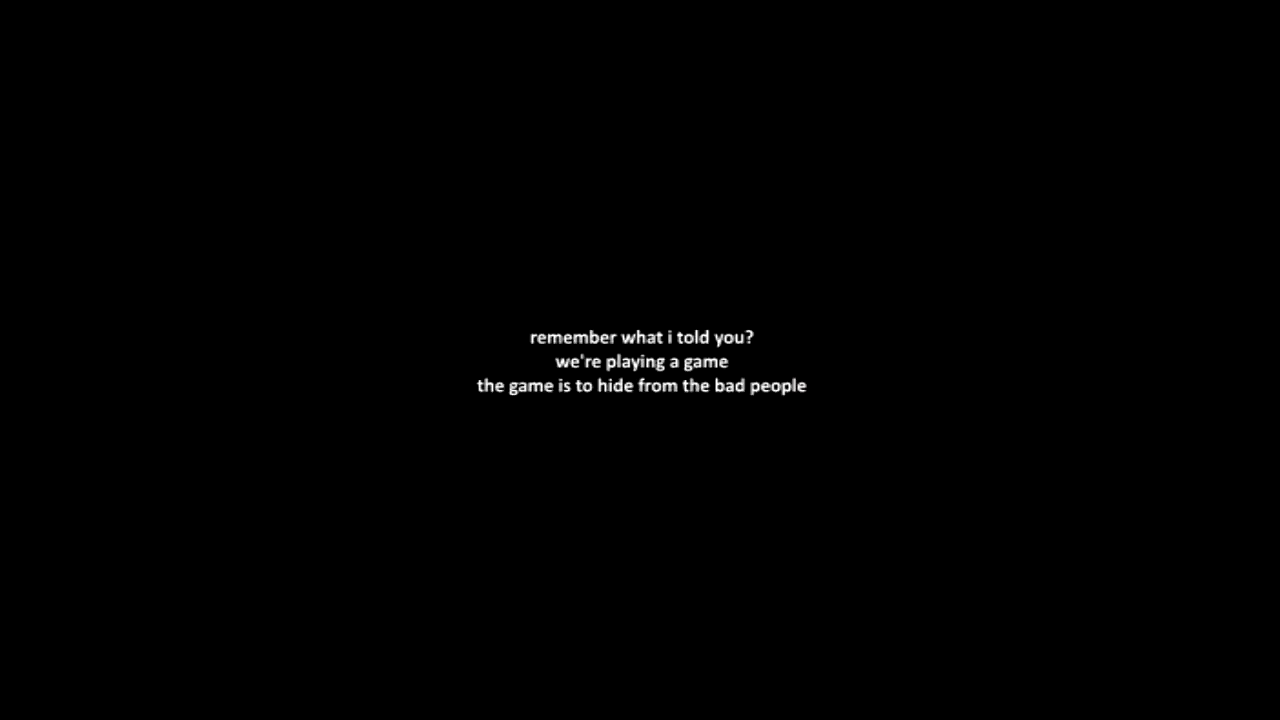 remember what i told you?
we're playing a game
the game is to hide from the bad people